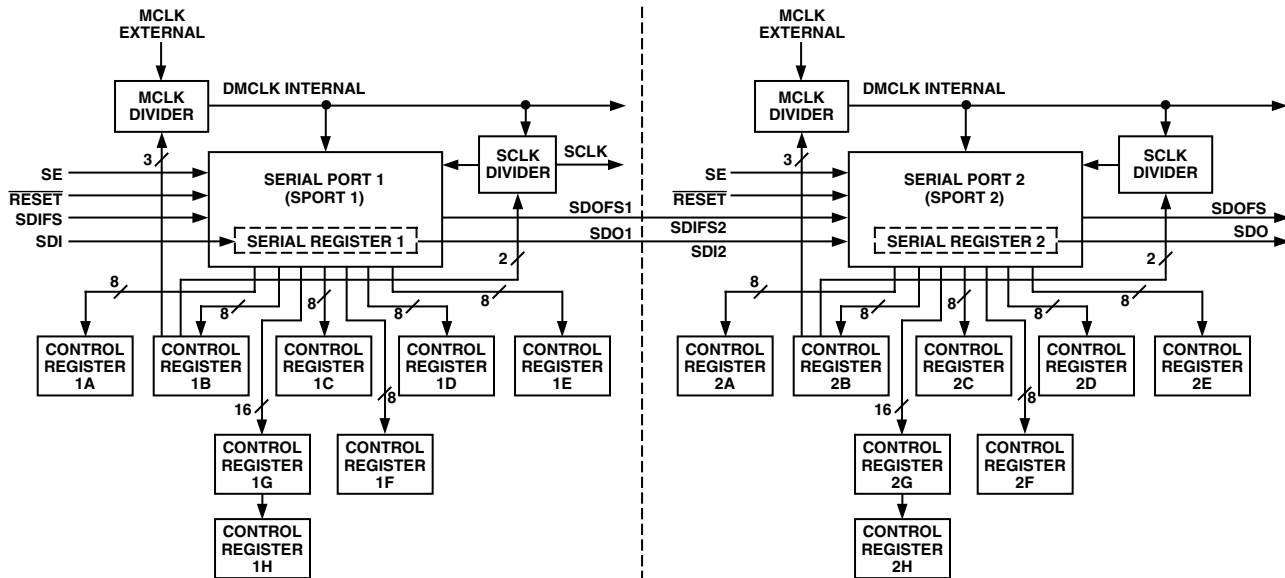 MCLK
EXTERNAL
MCLK
DIVIDER
DMCLK INTERNAL
3
SCLK
DIVIDER
SCLK
SE
RESET
SDIFS
SDI
SERIAL PORT 1
(SPORT 1)
SERIAL REGISTER 1
SDOFS1
SDO1
2
8
8
8
8
8
CONTROL
REGISTER
1A
CONTROL
REGISTER
1B
CONTROL
REGISTER
1C
CONTROL
REGISTER
1D
CONTROL
REGISTER
1E
16
8
CONTROL
REGISTER
1G
CONTROL
REGISTER
1F
CONTROL
REGISTER
1H
MCLK
EXTERNAL
MCLK
DIVIDER
DMCLK INTERNAL
3
SCLK
DIVIDER
SE
RESET
SDIFS2
SDI2
SERIAL PORT 2
(SPORT 2)
SERIAL REGISTER 2
SDOFS
SDO
2
8
8
8
8
8
CONTROL
REGISTER
2A
CONTROL
REGISTER
2B
CONTROL
REGISTER
2C
CONTROL
REGISTER
2D
CONTROL
REGISTER
2E
16
8
CONTROL
REGISTER
2G
CONTROL
REGISTER
2F
CONTROL
REGISTER
2H